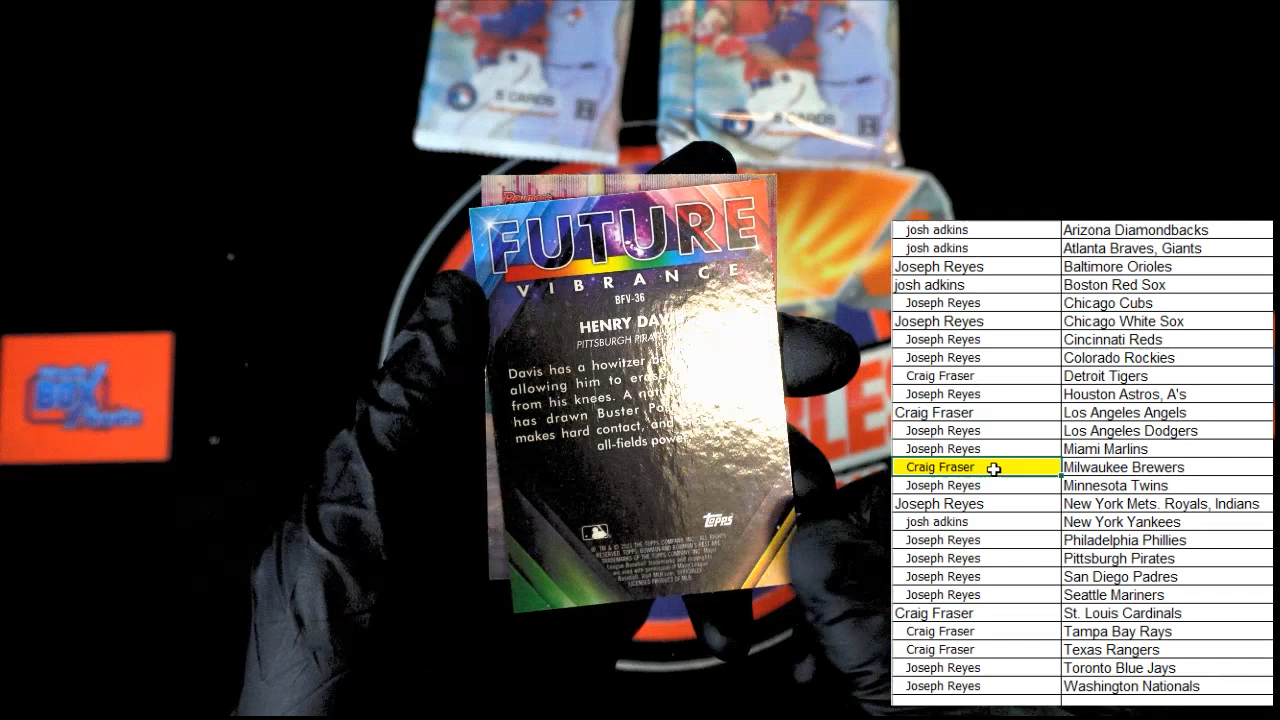 5 CARDS
5 CARDS
Bowman's
FUTURE
VIBRANCE
BFV-36
HENRY
PITTSBURGH
Davis has a howitzer
allowing him to
from his knees. A
has drawn Buster
makes hard contact, and
all-fields power.
Topps
BOX
josh adkins Arizona Diamondbacks
josh adkins Atlanta Braves, Giants
Joseph Reyes Baltimore Orioles
josh adkins Boston Red Sox
Joseph Reyes Chicago Cubs
Joseph Reyes Chicago White Sox
Joseph Reyes Cincinnati Reds
Joseph Reyes Colorado Rockies
Craig Fraser Detroit Tigers
Joseph Reyes Houston Astros, A's
Craig Fraser Los Angeles Angels
Joseph Reyes Los Angeles Dodgers
Joseph Reyes Miami Marlins
Craig Fraser Milwaukee Brewers
Joseph Reyes Minnesota Twins
Joseph Reyes New York Mets. Royals, Indians
josh adkins New York Yankees
Joseph Reyes Philadelphia Phillies
Joseph Reyes Pittsburgh Pirates
Joseph Reyes San Diego Padres
Joseph Reyes Seattle Mariners
Craig Fraser St. Louis Cardinals
Craig Fraser Tampa Bay Rays
Craig Fraser Texas Rangers
Joseph Reyes Toronto Blue Jays
Joseph Reyes Washington Nationals